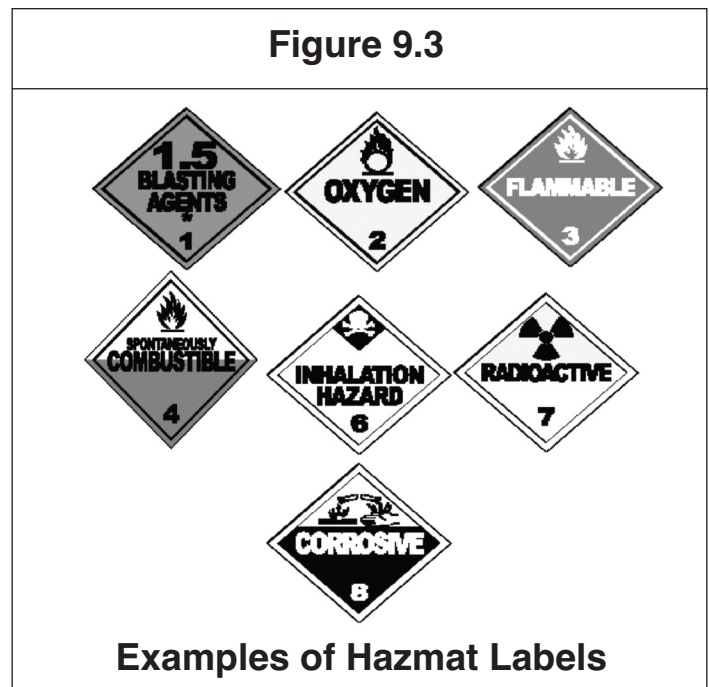 Figure 9.3
1.5
BLASTING
AGENTS
*
1
OXYGEN
2
FLAMMABLE
3
SPONTANEOUSLY
COMBUSTIBLE
4
INHALATION
HAZARD
6
RADIOACTIVE
7
CORROSIVE
8
Examples of Hazmat Labels